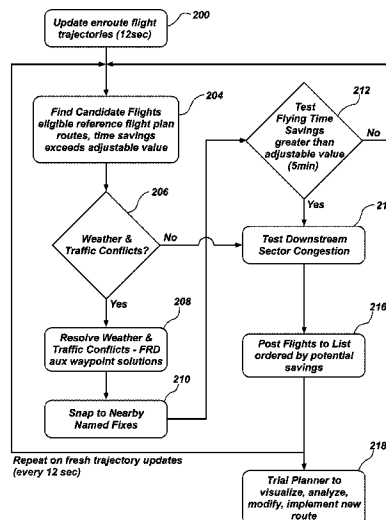 Update enroute flight
trajectories (12sec)
200
Find Candidate Flights
eligible reference flight plan
routes, time savings
exceeds adjustable value
204
Weather &
Traffic Conflicts?
206
No
Yes
Resolve Weather &
Traffic Conflicts - FRD
aux waypoint solutions
208
Snap to Nearby
Named Fixes
210
Test
Flying Time
Savings
greater than
adjustable value
(5min)
212
No
Yes
Test Downstream
Sector Congestion
Post Flights to List
ordered by potential
savings
216
Repeat on fresh trajectory updates
(every 12 sec)
Trial Planner to
visualize, analyze,
modify, implement new
route
218